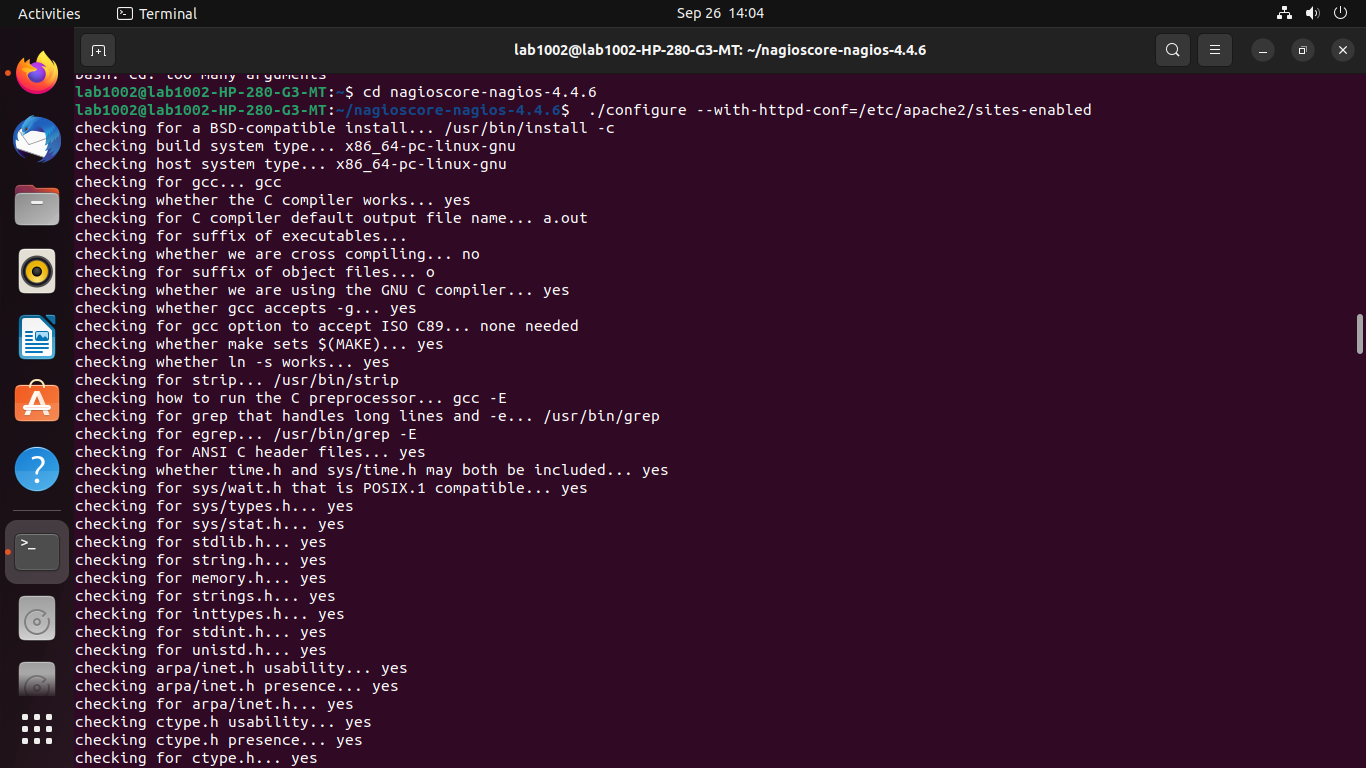 Activities
Terminal
Sep 26 14:04
lab1002@lab1002-HP-280-G3-MT: ~/nagioscore-nagios-4.4.6
bash: cd: too many arguments
lab1002@lab1002-HP-280-G3-MT:~$ cd nagioscore-nagios-4.4.6
lab1002@lab1002-HP-280-G3-MT:~/nagioscore-nagios-4.4.6$  ./configure --with-httpd-conf=/etc/apache2/sites-enabled
checking for a BSD-compatible install... /usr/bin/install -c
checking build system type... x86_64-pc-linux-gnu
checking host system type... x86_64-pc-linux-gnu
checking for gcc... gcc
checking whether the C compiler works... yes
checking for C compiler default output file name... a.out
checking for suffix of executables...
checking whether we are cross compiling... no
checking for suffix of object files... o
checking whether we are using the GNU C compiler... yes
checking whether gcc accepts -g... yes
checking for gcc option to accept ISO C89... none needed
checking whether make sets $(MAKE)... yes
checking whether ln -s works... yes
checking for strip... /usr/bin/strip
checking how to run the C preprocessor... gcc -E
checking for grep that handles long lines and -e... /usr/bin/grep
checking for egrep... /usr/bin/grep -E
checking for ANSI C header files... yes
checking whether time.h and sys/time.h may both be included... yes
checking for sys/wait.h that is POSIX.1 compatible... yes
checking for sys/types.h... yes
checking for sys/stat.h... yes
checking for stdlib.h... yes
checking for string.h... yes
checking for memory.h... yes
checking for strings.h... yes
checking for inttypes.h... yes
checking for stdint.h... yes
checking for unistd.h... yes
checking arpa/inet.h usability... yes
checking arpa/inet.h presence... yes
checking for arpa/inet.h... yes
checking ctype.h usability... yes
checking ctype.h presence... yes
checking for ctype.h... yes